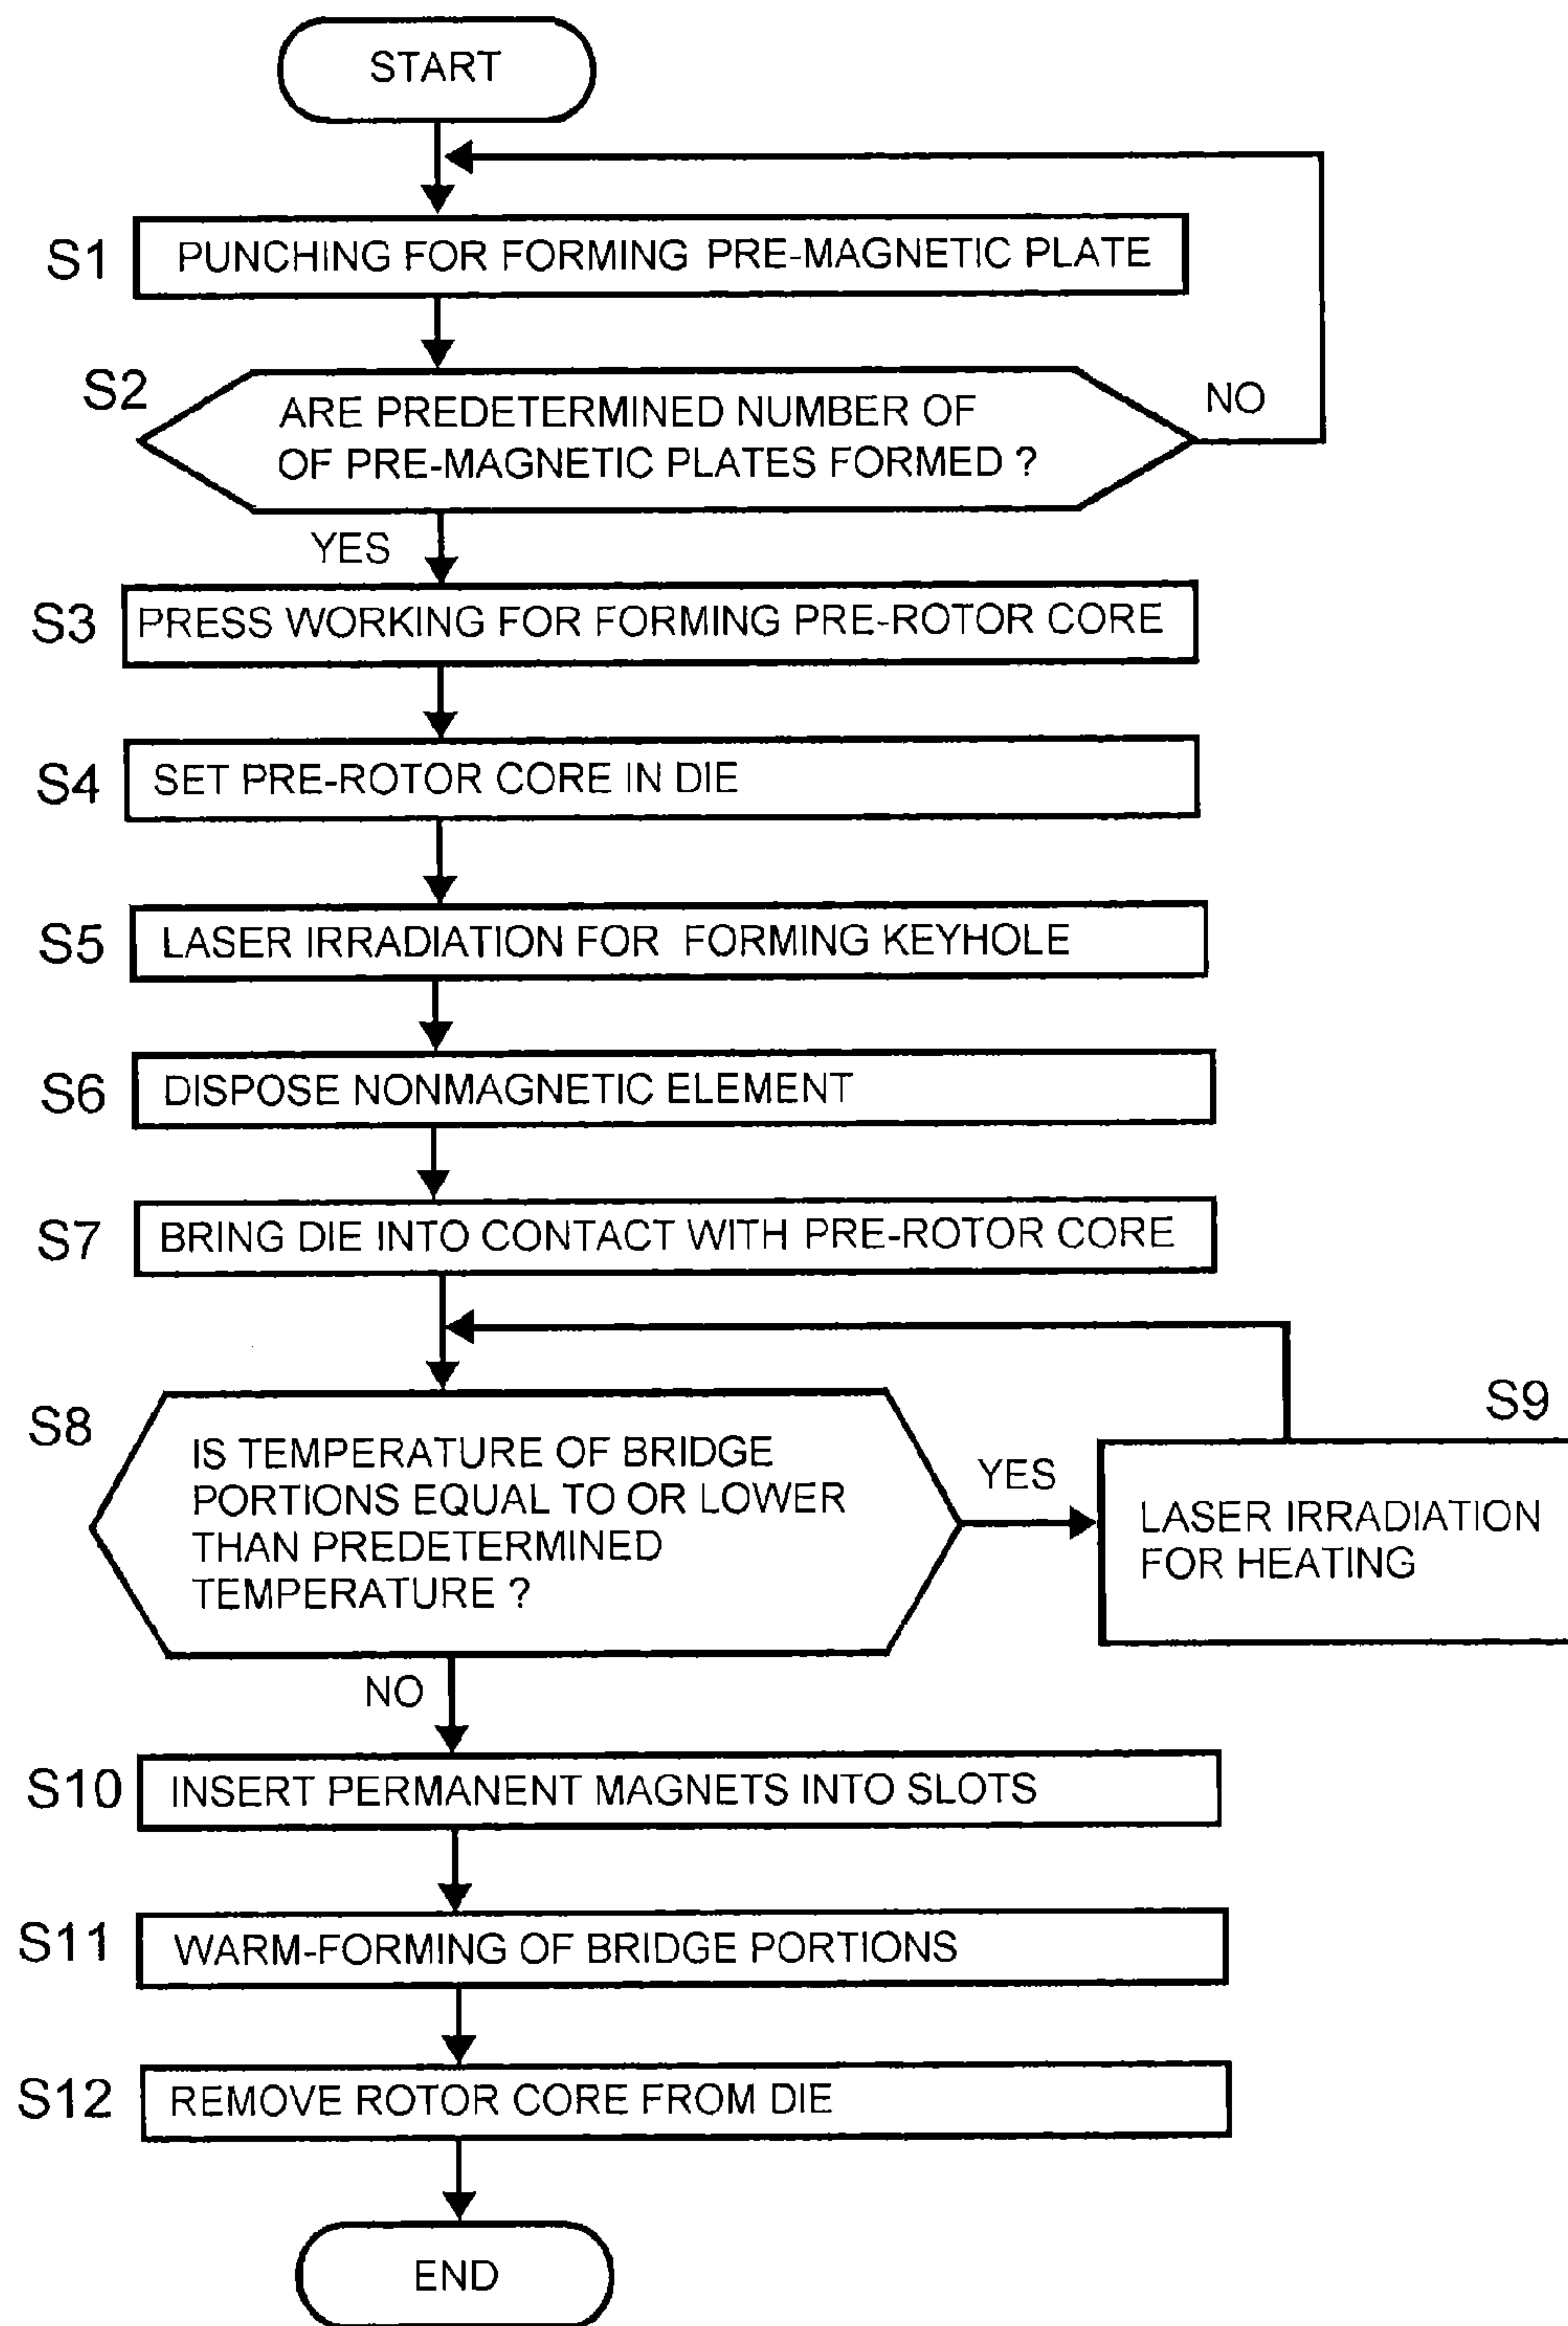 START
S1
PUNCHING FOR FORMING PRE-MAGNETIC PLATE
S2
ARE PREDETERMINED NUMBER OF
OF PRE-MAGNETIC PLATES FORMED ?
NO
YES
S3
PRESS WORKING FOR FORMING PRE-ROTOR CORE
S4
SET PRE-ROTOR CORE IN DIE
S5
LASER IRRADIATION FOR FORMING KEYHOLE
S6
DISPOSE NONMAGNETIC ELEMENT
S7
BRING DIE INTO CONTACT WITH PRE-ROTOR CORE
S8
IS TEMPERATURE OF BRIDGE
PORTIONS EQUAL TO OR LOWER
THAN PREDETERMINED
TEMPERATURE ?
YES
S9
LASER IRRADIATION
FOR HEATING
NO
S10
INSERT PERMANENT MAGNETS INTO SLOTS
S11
WARM-FORMING OF BRIDGE PORTIONS
S12
REMOVE ROTOR CORE FROM DIE
END